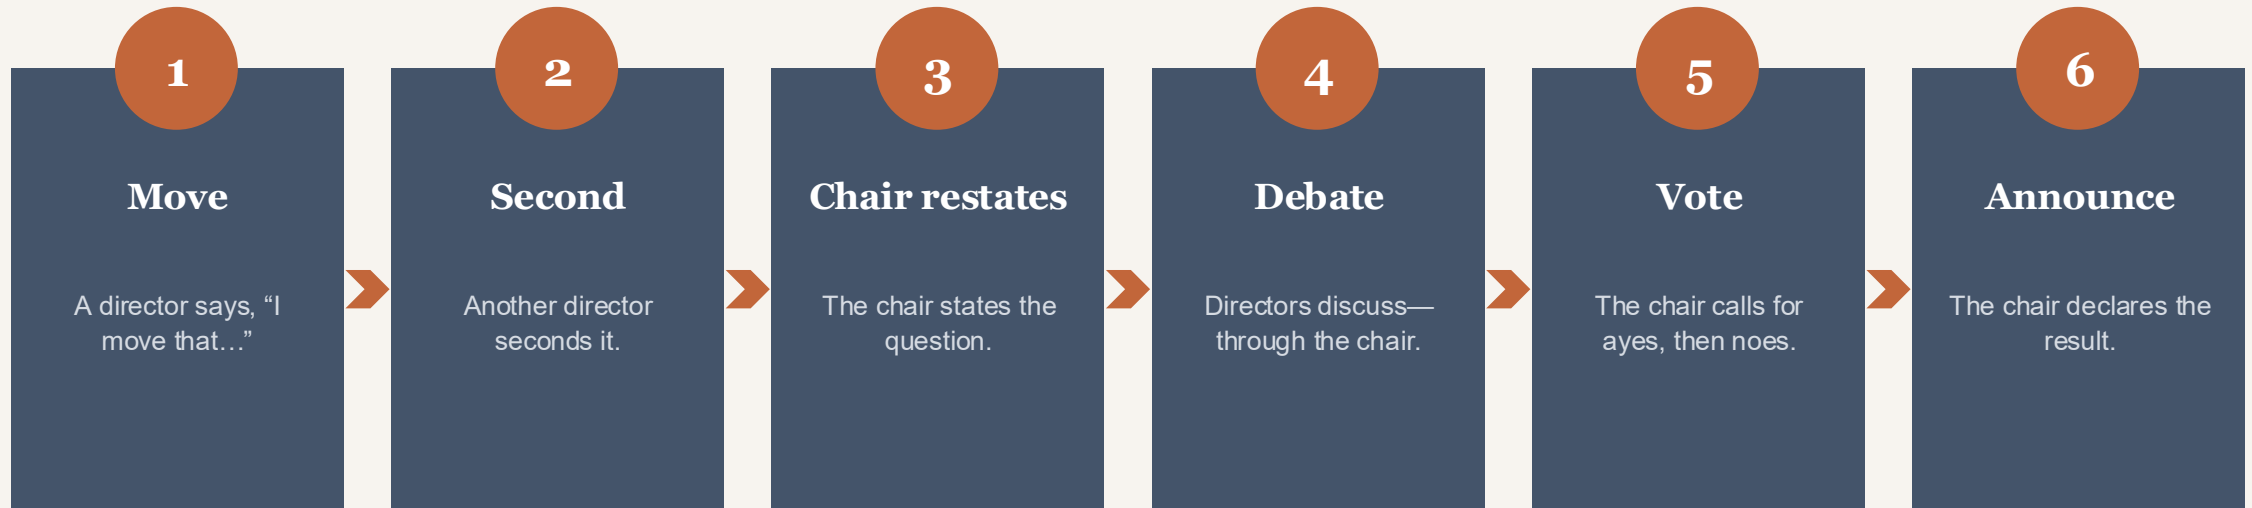 1
Move
A director says, “I
move that…”
2
Second
Another director
seconds it.
3
Chair restates
The chair states the
question.
4
Debate
Directors discuss—
through the chair.
5
Vote
The chair calls for
ayes, then noes.
6
Announce
The chair declares the
result.